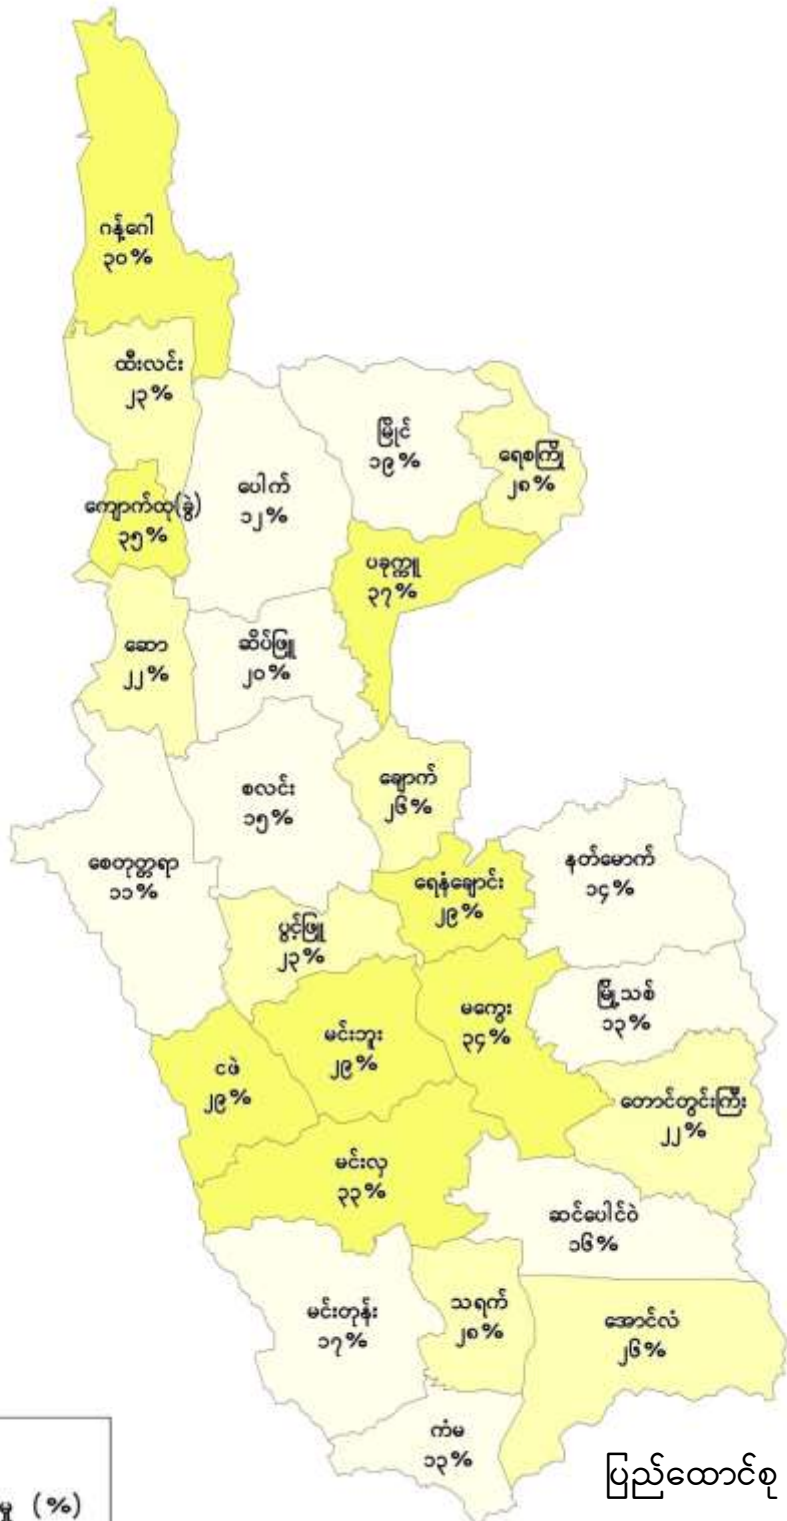 ဂန့်ဂေါ
၃၀%
ထီးလင်း
၂၃%
မြိုင်
၁၉%
ရေစကြို
၂၈%
ကျောက်ထု(ခွဲ)
၃၅%
ပေါက်
၁၂%
ပခုက္ကူ
၃၇%
ဆော
၂၂%
ဆိပ်ဖြူ
၂၀%
စလင်း
၁၅%
ချောက်
၂၆%
စေတုတ္တရာ
၁၁%
ရေနံချောင်း
၂၉%
နတ်မောက်
၁၄%
ပွင့်ဖြူ
၂၃%
မင်းဘူး
၂၉%
မကွေး
၃၄%
မြို့သစ်
၁၃%
ငဖဲ
၂၉%
တောင်တွင်းကြီး
၂၂%
မင်းလှ
၃၃%
ဆင်ပေါင်ဝဲ
၁၆%
မင်းတုန်း
၁၇%
သရက်
၂၈%
အောင်လံ
၂၆%
ကံမ
၁၃%
ပြည်ထောင်စု
(%)